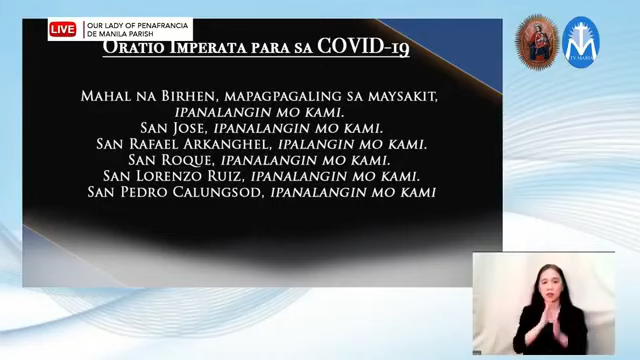 LIVE
OUR LADY OF PENAFRANCIA
DE MANILA PARISH
TV MARIA
ORATIO IMPERATA PARA SA COVID-19
MAHAL NA BIRHEN, MAPAGPAGALING SA MAYSAKIT,
IPANALANGIN MO KAMI.
SAN JOSE, IPANALANGIN MO KAMI.
SAN RAFAEL ARKANGHEL, IPALANGIN MO KAMI.
SAN ROQUE, IPANALANGIN MO KAMI.
SAN LORENZO RUIZ, IPANALANGIN MO KAMI.
SAN PEDRO CALUNGSOD, IPANALANGIN MO KAMI